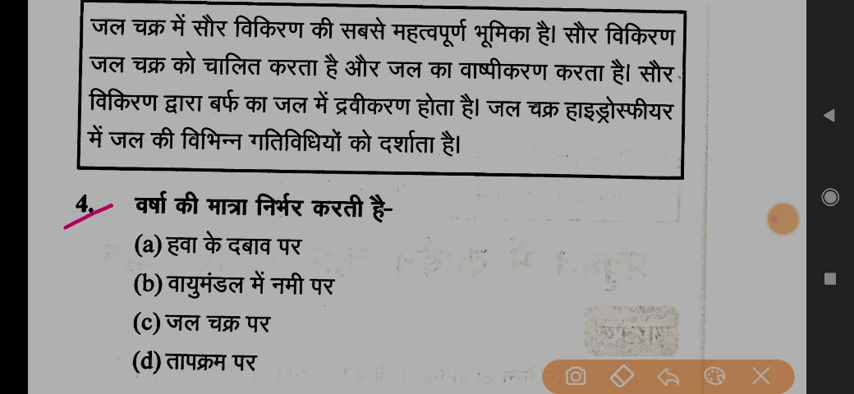 जल चक्र में सौर विकिरण की सबसे महत्वपूर्ण भूमिका है। सौर विकिरण
जल चक्र को चालित करता है और जल का वाष्पीकरण करता है। सौर
विकिरण द्वारा बर्फ का जल में द्रवीकरण होता है। जल चक्र हाइड्रोस्फीयर
में जल की विभिन्न गतिविधियों को दर्शाता है।
4. वर्षा की मात्रा निर्भर करती है-
(a) हवा के दबाव पर
(b) वायुमंडल में नमी पर
(c) जल चक्र पर
(d) तापक्रम पर